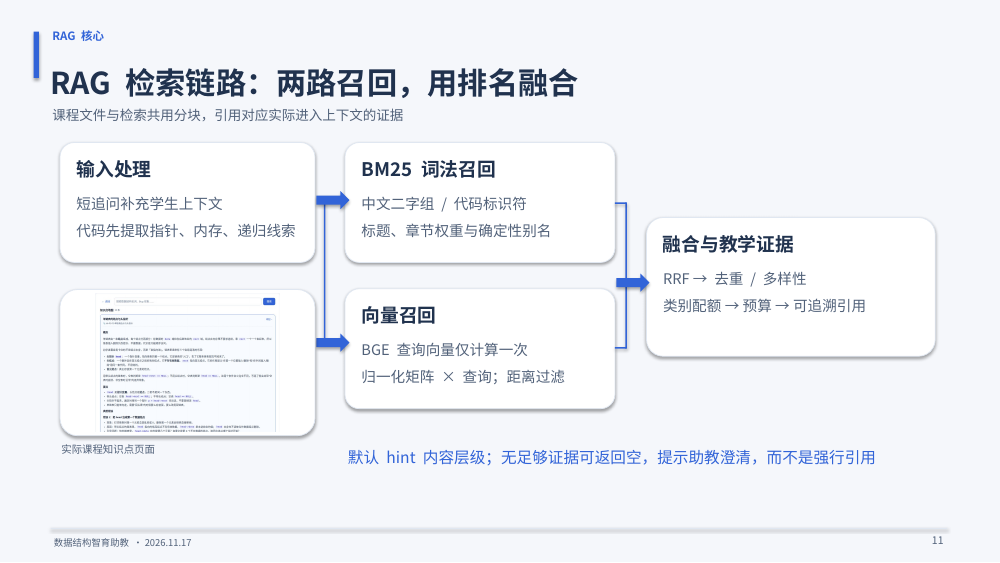 RAG 核心
RAG 检索链路：两路召回，用排名融合
课程文件与检索共用分块，引用对应实际进入上下文的证据
输入处理
短追问补充学生上下文
代码先提取指针、内存、递归线索
BM25 词法召回
中文二字组 / 代码标识符
标题、章节权重与确定性别名
向量召回
BGE 查询向量仅计算一次
归一化矩阵 × 查询；距离过滤
融合与教学证据
RRF → 去重 / 多样性
类别配额 → 预算 → 可追溯引用
实际课程知识点页面
默认 hint 内容层级；无足够证据可返回空，提示助教澄清，而不是强行引用
数据结构智育助教 · 2026.11.17
11